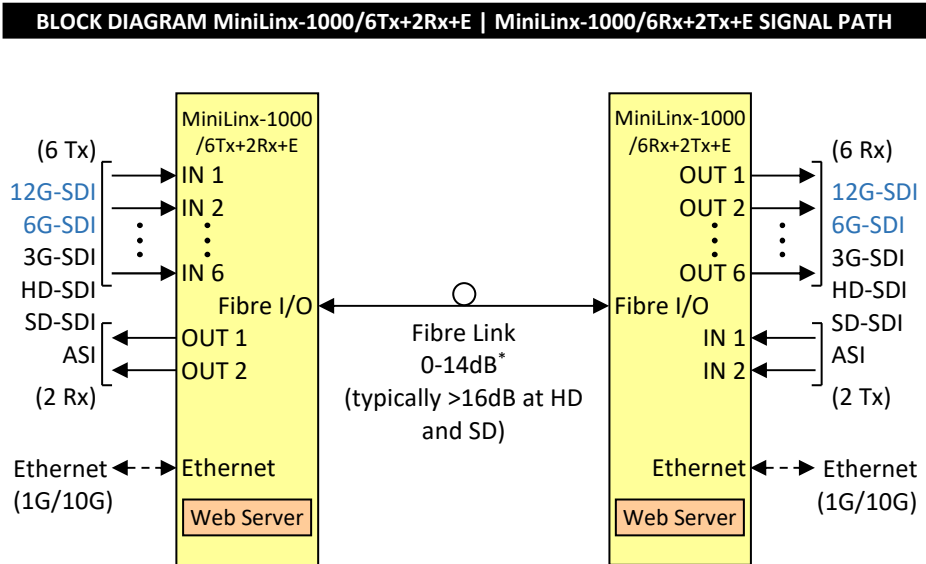 BLOCK DIAGRAM MiniLinx-1000/6Tx+2Rx+E | MiniLinx-1000/6Rx+2Tx+E SIGNAL PATH
MiniLinx-1000
/6Tx+2Rx+E
(6 Tx)
12G-SDI
6G-SDI
3G-SDI
HD-SDI
SD-SDI
ASI
(2 Rx)
IN 1
IN 2
IN 6
Fibre I/O
OUT 1
OUT 2
Ethernet
(1G/10G)
Ethernet
Web Server
Fibre Link
0-14dB*
(typically >16dB at HD
and SD)
MiniLinx-1000
/6Rx+2Tx+E
OUT 1
OUT 2
OUT 6
Fibre I/O
IN 1
IN 2
Ethernet
Web Server
(6 Rx)
12G-SDI
6G-SDI
3G-SDI
HD-SDI
SD-SDI
ASI
(2 Tx)
Ethernet
(1G/10G)